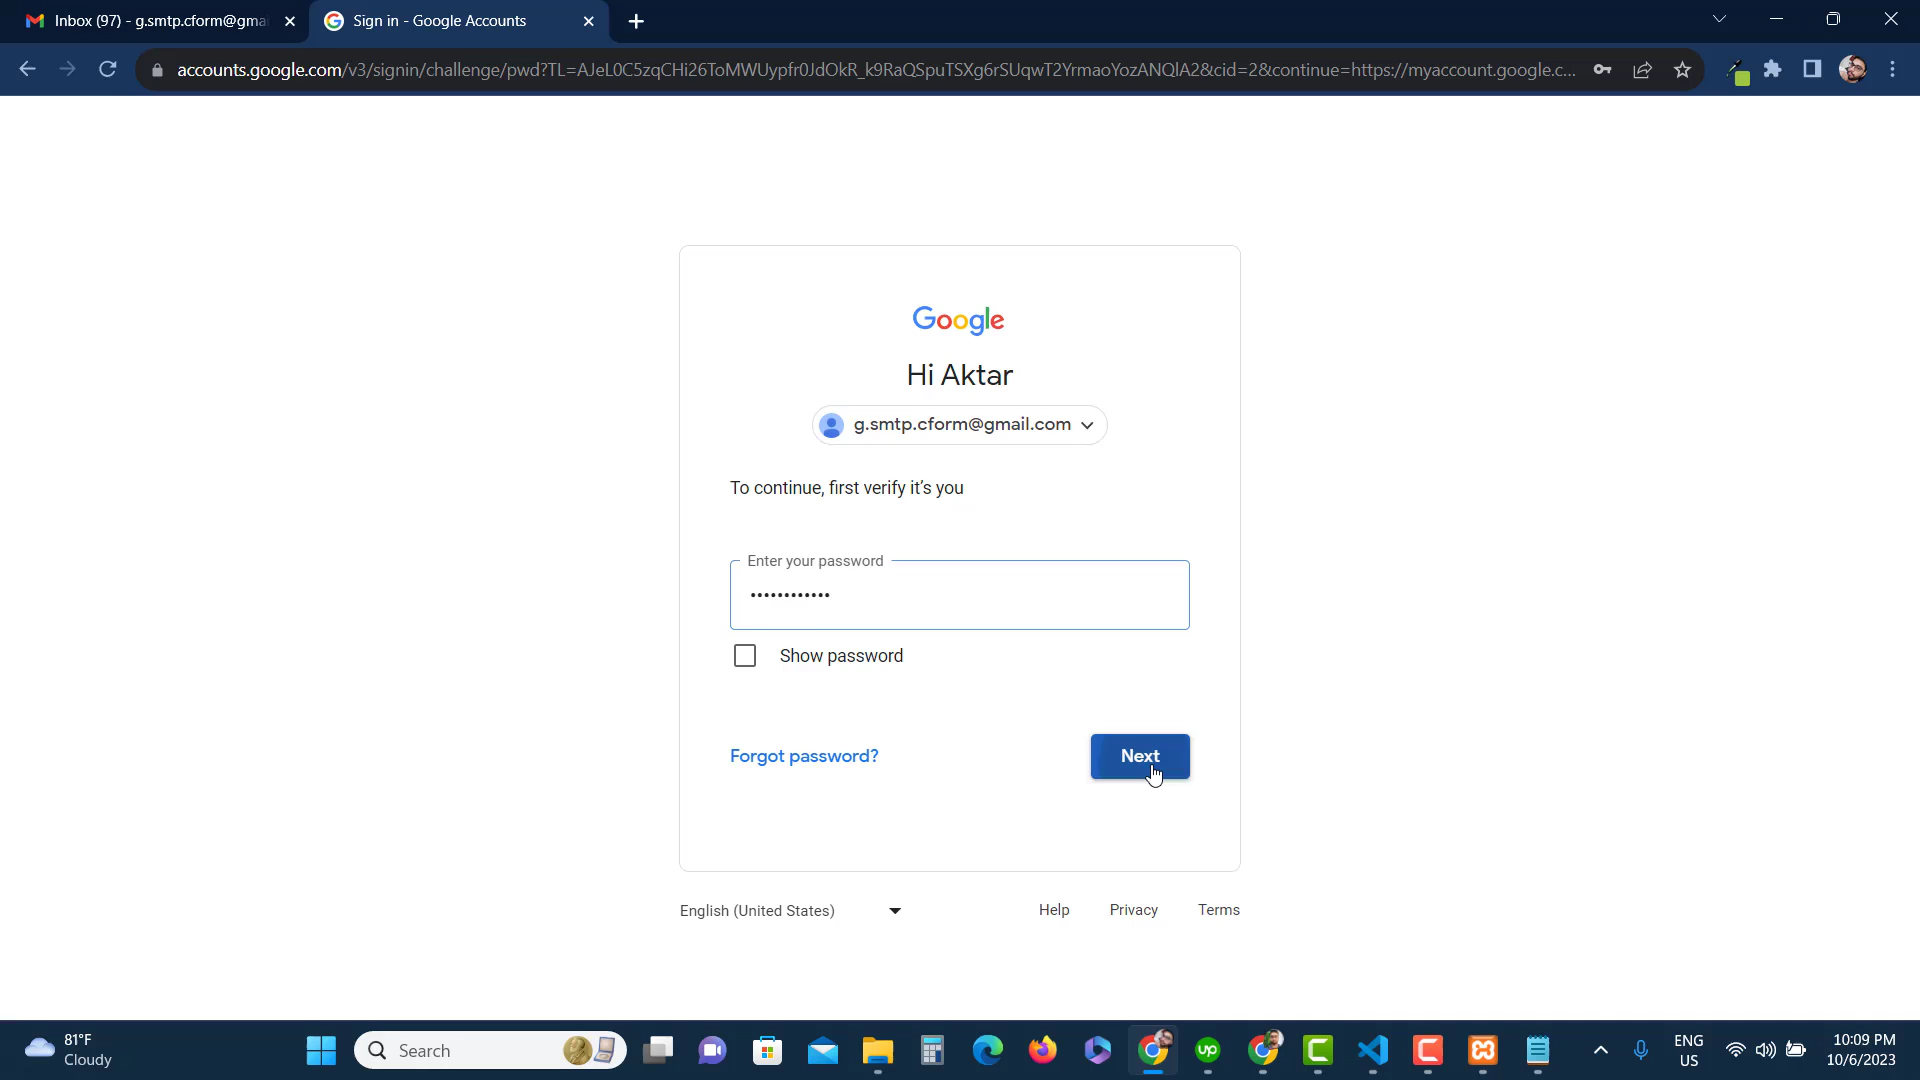 Inbox (97) - g.smtp.cform@gma
Sign in - Google Accounts
accounts.google.com/v3/signin/challenge/pwd?TL=AJeL0C5zqCHi26ToMWUypfr0JdOkR_k9RaQSpuTSXg6rSUqwT2YrmaoYozANQlA2&cid=2&continue=https://myaccount.google.c...
Google
Hi Aktar
g.smtp.cform@gmail.com
To continue, first verify it's you
Enter your password
••••••••••••
Show password
Forgot password?
Next
English (United States)
Help
Privacy
Terms
81°F
Cloudy
Search
up
ENG
US
10:09 PM
10/6/2023